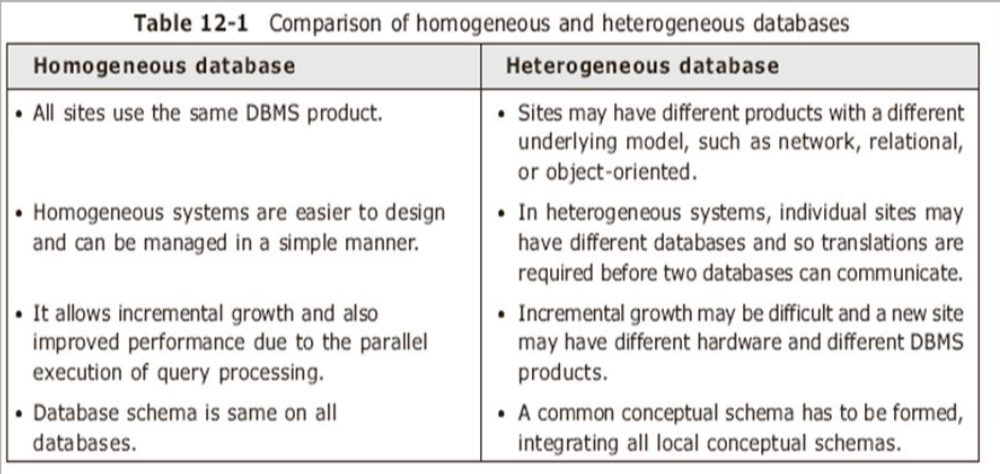 Table 12-1 Comparison of homogeneous and heterogeneous databases
Homogeneous database
Heterogeneous database
• All sites use the same DBMS product.
• Sites may have different products with a different
underlying model, such as network, relational,
or object-oriented.
• Homogeneous systems are easier to design
and can be managed in a simple manner.
• In heterogeneous systems, individual sites may
have different databases and so translations are
required before two databases can communicate.
• It allows incremental growth and also
improved performance due to the parallel
execution of query processing.
• Incremental growth may be difficult and a new site
may have different hardware and different DBMS
products.
• Database schema is same on all
databases.
• A common conceptual schema has to be formed,
integrating all local conceptual schemas.